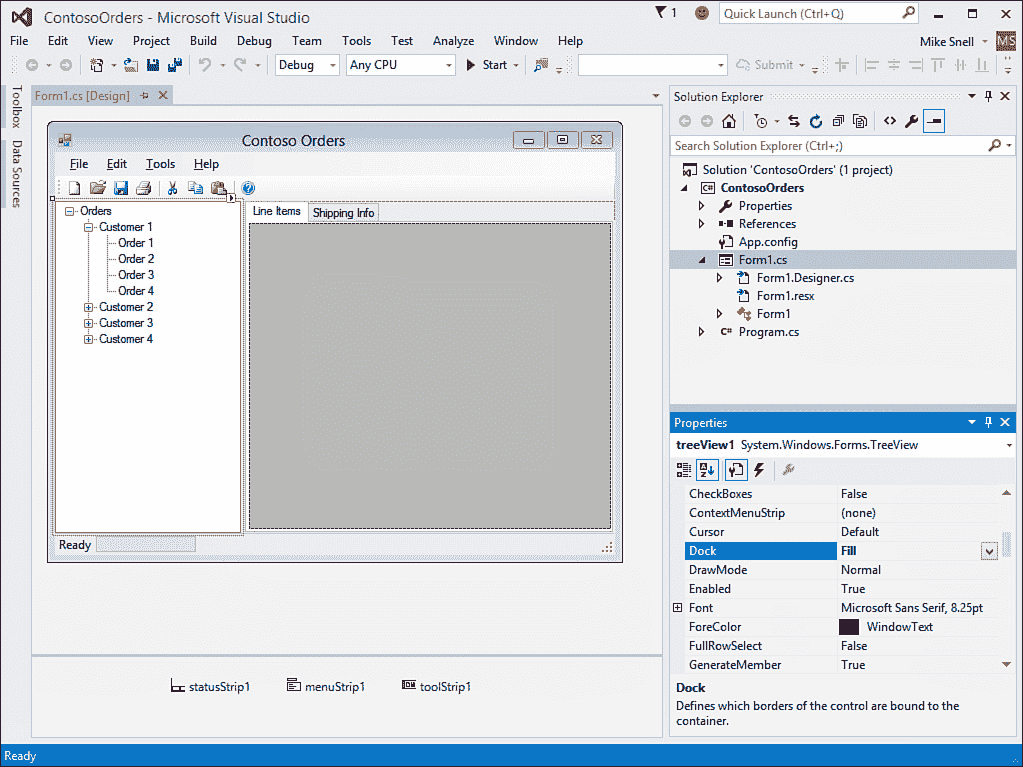 ContosoOrders - Microsoft Visual Studio
1
Quick Launch (Ctrl+Q)
File Edit View Project Build Debug Team Tools Test Analyze Window Help
Mike Snell MS
Debug Any CPU Start Submit
Toolbox
Data Sources
Form1.cs [Design]
Contoso Orders
File Edit Tools Help
Orders
Customer 1
Order 1
Order 2
Order 3
Order 4
Customer 2
Customer 3
Customer 4
Line Items Shipping Info
Ready
statusStrip1 menuStrip1 toolStrip1
Solution Explorer
Search Solution Explorer (Ctrl+;)
Solution 'ContosoOrders' (1 project)
C# ContosoOrders
Properties
References
App.config
Form1.cs
Form1.Designer.cs
Form1.resx
Form1
C# Program.cs
Properties
treeView1 System.Windows.Forms.TreeView
CheckBoxes False
ContextMenuStrip (none)
Cursor Default
Dock Fill
DrawMode Normal
Enabled True
Font Microsoft Sans Serif, 8.25pt
ForeColor WindowText
FullRowSelect False
GenerateMember True
Dock
Defines which borders of the control are bound to the
container.
Ready